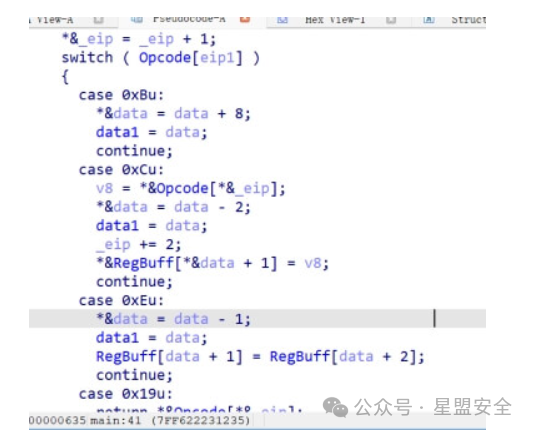 View-A Pseudocode-A Hex View-1 Struct
*&_eip = _eip + 1;
switch ( Opcode[eip1] )
{
case 0xBu:
*&data = data + 8;
data1 = data;
continue;
case 0xCu:
v8 = *&Opcode[*&_eip];
*&data = data - 2;
data1 = data;
_eip += 2;
*&RegBuff[*&data + 1] = v8;
continue;
case 0xEu:
*&data = data - 1;
data1 = data;
RegBuff[data + 1] = RegBuff[data + 2];
continue;
case 0x19u:
return *&Opcode[*&_eip];
公众号 · 星盟安全
00000635 main:41 (7FF622231235)